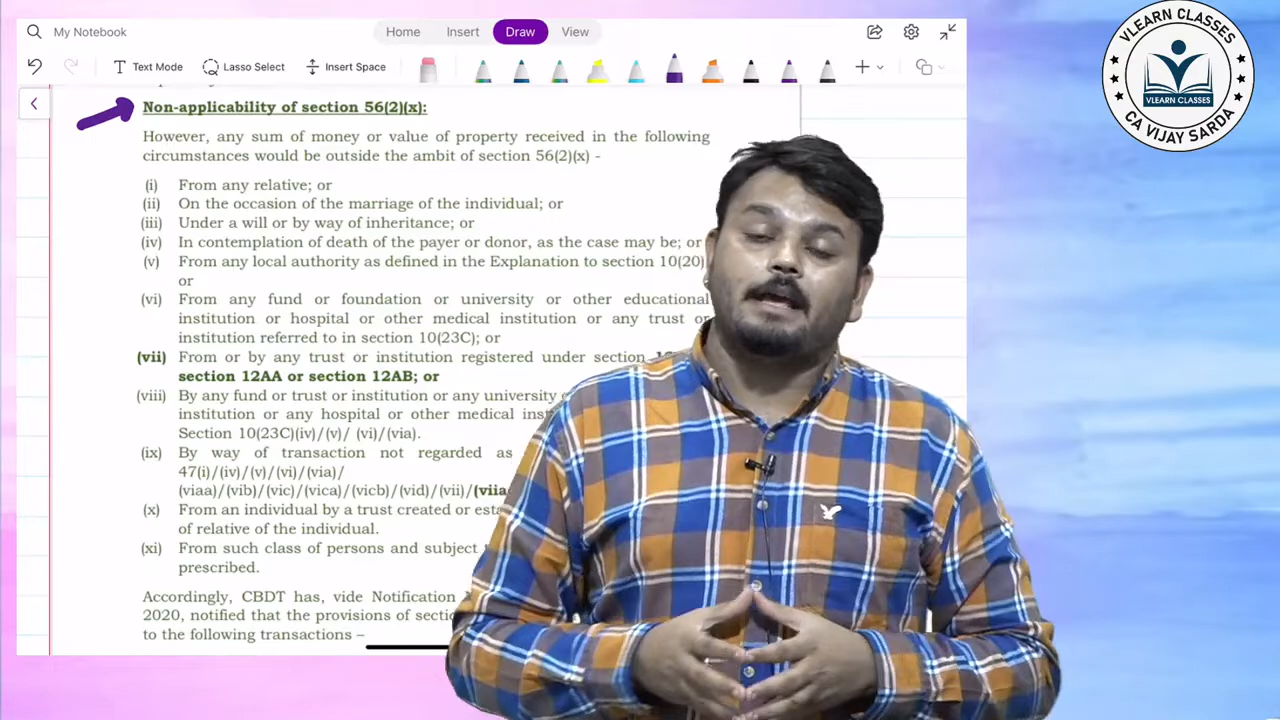 My Notebook
Home Insert Draw View
Text Mode Lasso Select Insert Space
Non-applicability of section 56(2)(x):
However, any sum of money or value of property received in the following
circumstances would be outside the ambit of section 56(2)(x) -
(i) From any relative; or
(ii) On the occasion of the marriage of the individual; or
(iii) Under a will or by way of inheritance; or
(iv) In contemplation of death of the payer or donor, as the case may be; or
(v) From any local authority as defined in the Explanation to section 10(20)
or
(vi) From any fund or foundation or university or other educational
institution or hospital or other medical institution or any trust or
institution referred to in section 10(23C); or
(vii) From or by any trust or institution registered under section
section 12AA or section 12AB; or
(viii) By any fund or trust or institution or any university
institution or any hospital or other medical
Section 10(23C)(iv)/(v)/ (vi)/(via).
(ix) By way of transaction not regarded as
47(i)/(iv)/(v)/(vi)/(via)/
(viaa)/(vib)/(vic)/(vica)/(vicb)/(vid)/(vii)/(viia
(x) From an individual by a trust created or
of relative of the individual.
(xi) From such class of persons and subject
prescribed.
Accordingly, CBDT has, vide Notification
2020, notified that the provisions of
to the following transactions –
VLEARN CLASSES
VLEARN CLASSES
CA VIJAY SARDA